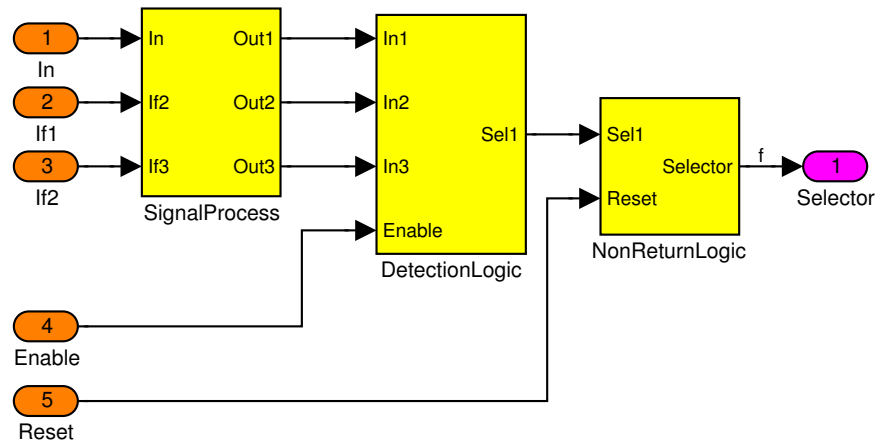 1
In
2
If1
3
If2
4
Enable
5
Reset
In
If2
If3
Out1
Out2
Out3
SignalProcess
In1
In2
In3
Enable
Sel1
DetectionLogic
Sel1
Reset
Selector
NonReturnLogic
f
1
Selector